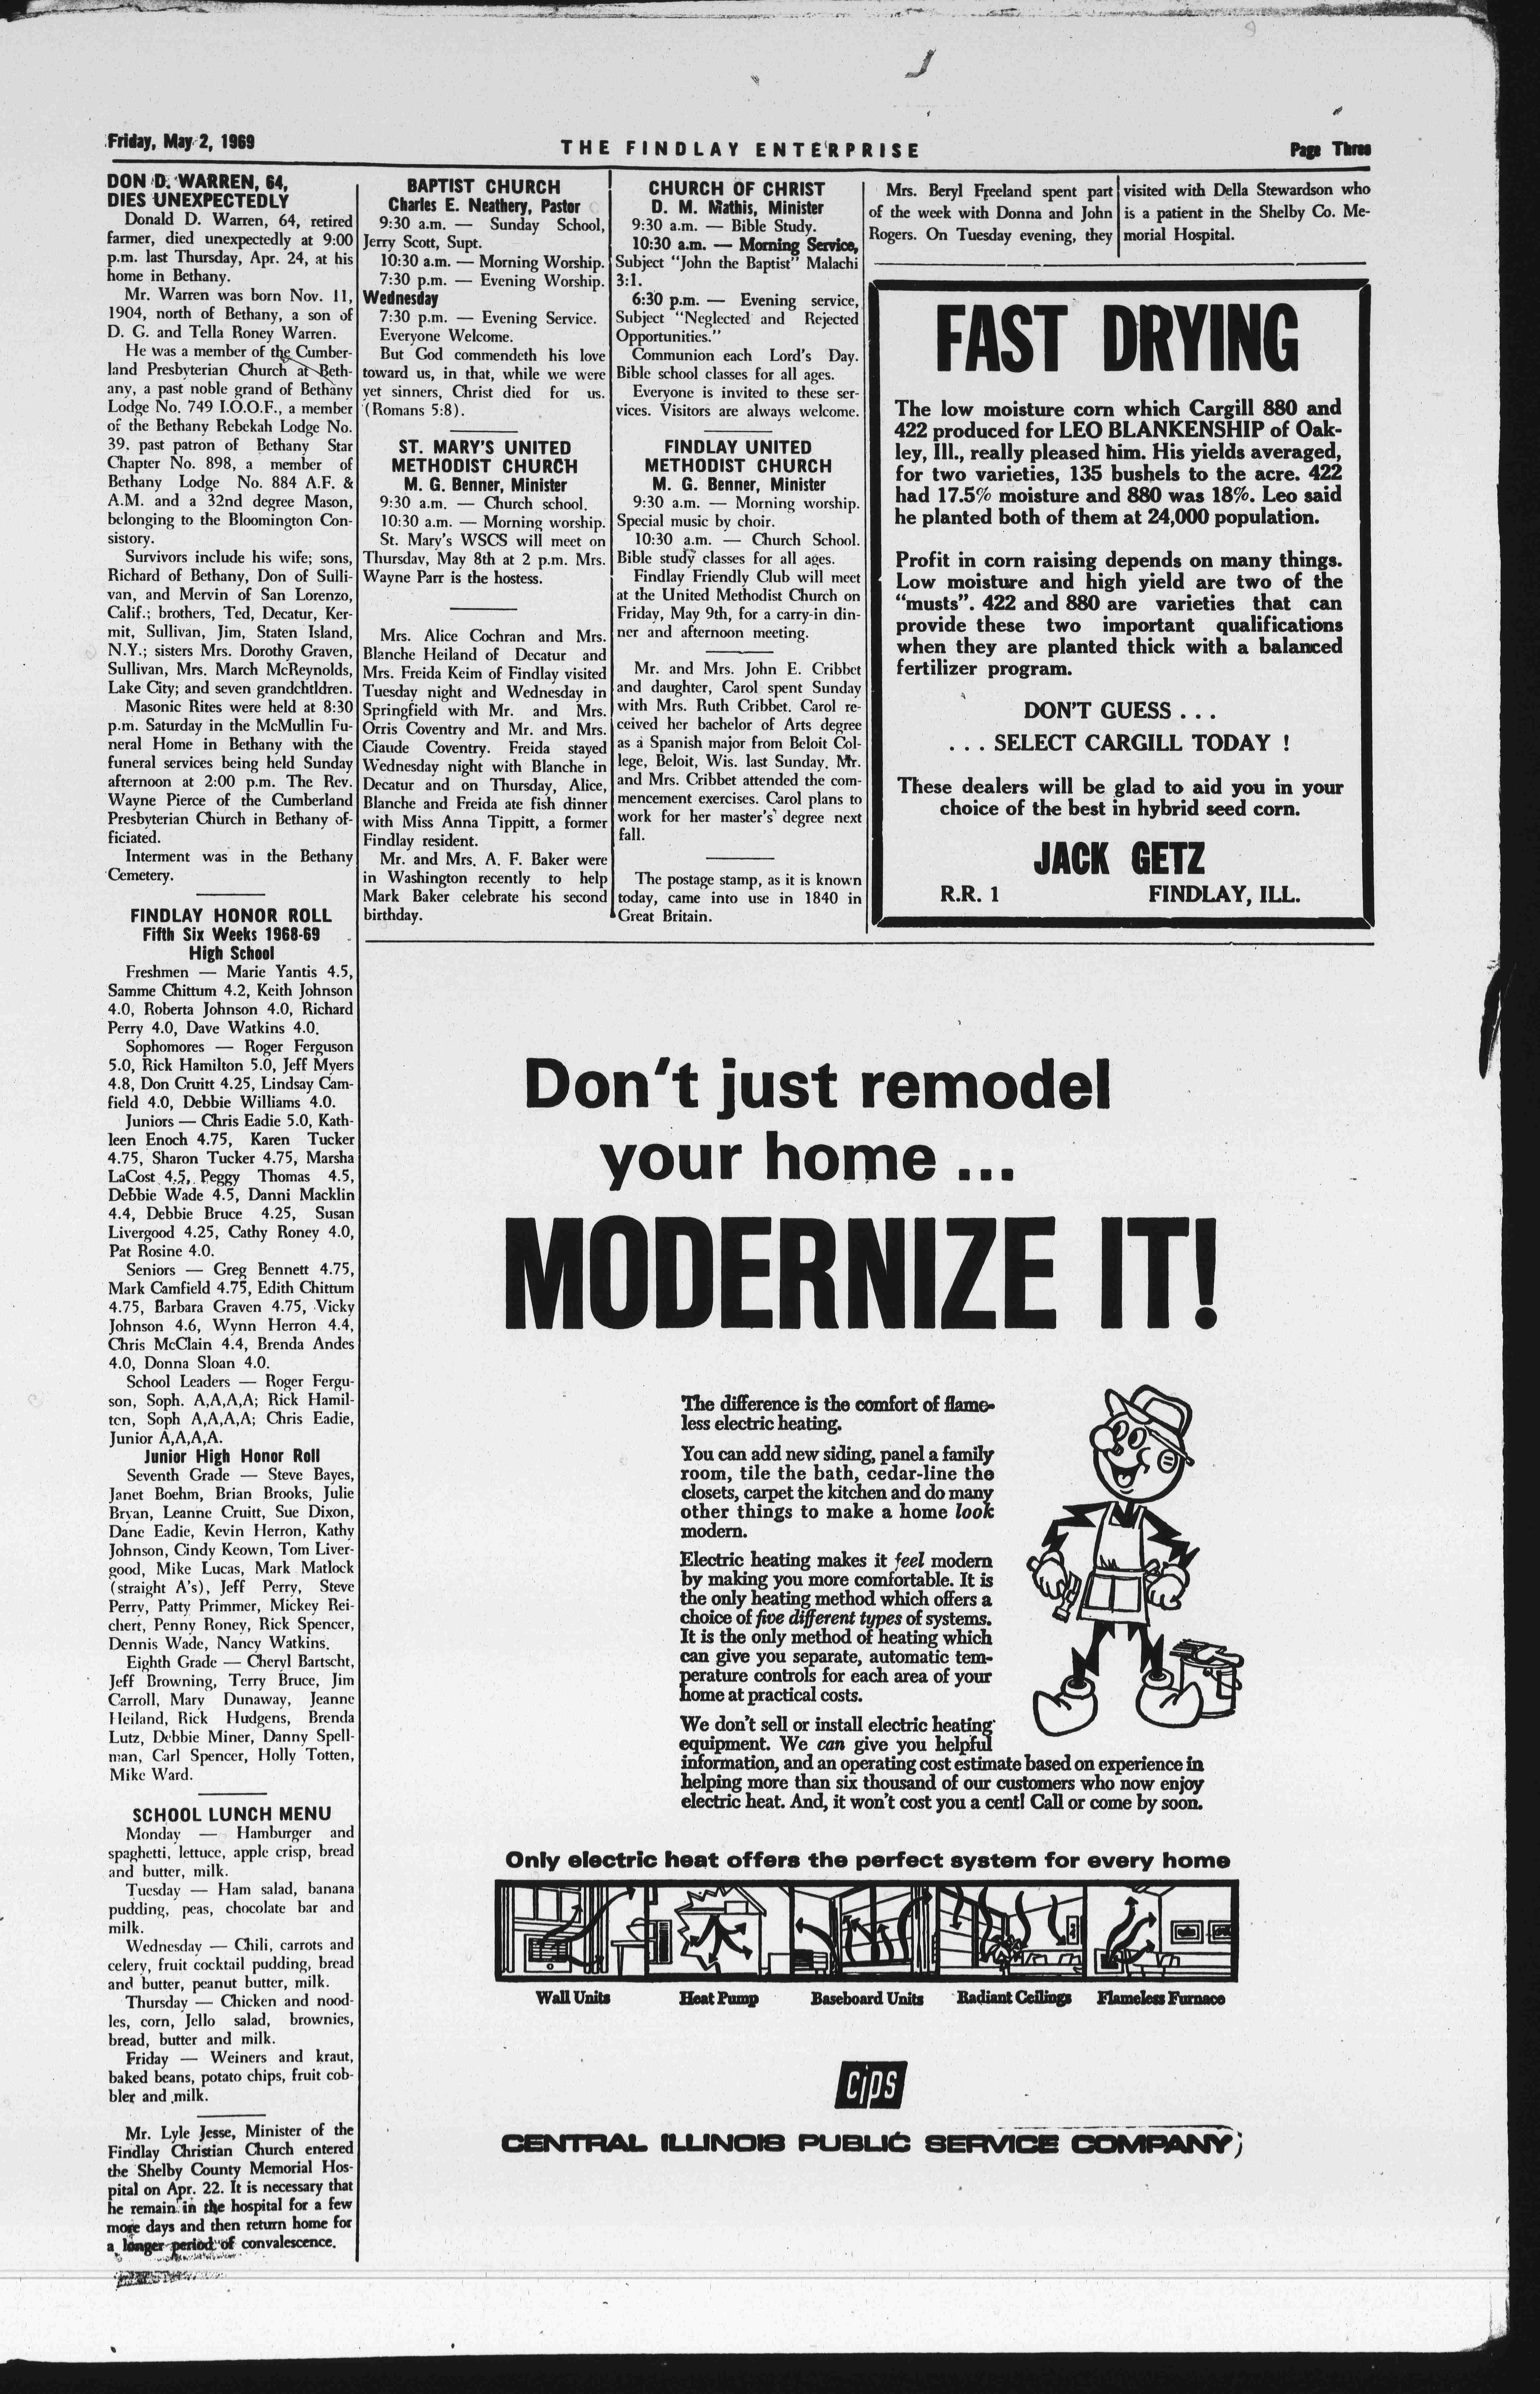 Friday, May 2, 1969
THE FINDLAY ENTERPRISE
Page Three
DON D. WARREN, 64,
DIES UNEXPECTEDLY
Donald D. Warren, 64, retired
farmer, died unexpectedly at 9:00
p.m. last Thursday, Apr. 24, at his
home in Bethany.
Mr. Warren was born Nov. 11,
1904, north of Bethany, a son of
D. G. and Tella Roney Warren.
He was a member of the Cumber-
land Presbyterian Church at Beth-
any, a past noble grand of Bethany
Lodge No. 749 I.O.O.F., a member
of the Bethany Rebekah Lodge No.
39. past patron of Bethany Star
Chapter No. 898, a member of
Bethany Lodge No. 884 A.F. &
A.M. and a 32nd degree Mason,
belonging to the Bloomington Con-
sistory.
Survivors include his wife; sons,
Richard of Bethany, Don of Sulli-
van, and Mervin of San Lorenzo,
Calif.; brothers, Ted, Decatur, Ker-
mit, Sullivan, Jim, Staten Island,
N.Y.; sisters Mrs. Dorothy Graven,
Sullivan, Mrs. March McReynolds,
Lake City; and seven grandchtldren.
Masonic Rites were held at 8:30
p.m. Saturday in the McMullin Fu-
neral Home in Bethany with the
funeral services being held Sunday
afternoon at 2:00 p.m. The Rev.
Wayne Pierce of the Cumberland
Presbyterian Church in Bethany of-
ficiated.
Interment was in the Bethany
Cemetery.
FINDLAY HONOR ROLL
Fifth Six Weeks 1968-69
High School
Freshmen — Marie Yantis 4.5,
Samme Chittum 4.2, Keith Johnson
4.0, Roberta Johnson 4.0, Richard
Perry 4.0, Dave Watkins 4.0.
Sophomores — Roger Ferguson
5.0, Rick Hamilton 5.0, Jeff Myers
4.8, Don Cruitt 4.25, Lindsay Cam-
field 4.0, Debbie Williams 4.0.
Juniors — Chris Eadie 5.0, Kath-
leen Enoch 4.75, Karen Tucker
4.75, Sharon Tucker 4.75, Marsha
LaCost 4.5, Peggy Thomas 4.5,
Debbie Wade 4.5, Danni Macklin
4.4, Debbie Bruce 4.25, Susan
Livergood 4.25, Cathy Roney 4.0,
Pat Rosine 4.0.
Seniors — Greg Bennett 4.75,
Mark Camfield 4.75, Edith Chittum
4.75, Barbara Graven 4.75, Vicky
Johnson 4.6, Wynn Herron 4.4,
Chris McClain 4.4, Brenda Andes
4.0, Donna Sloan 4.0.
School Leaders — Roger Fergu-
son, Soph. A,A,A,A; Rick Hamil-
ton, Soph A,A,A,A; Chris Eadie,
Junior A,A,A,A.
Junior High Honor Roll
Seventh Grade — Steve Bayes,
Janet Boehm, Brian Brooks, Julie
Bryan, Leanne Cruitt, Sue Dixon,
Dane Eadie, Kevin Herron, Kathy
Johnson, Cindy Keown, Tom Liver-
good, Mike Lucas, Mark Matlock
(straight A's), Jeff Perry, Steve
Perry, Patty Primmer, Mickey Rei-
chert, Penny Roney, Rick Spencer,
Dennis Wade, Nancy Watkins.
Eighth Grade — Cheryl Bartscht,
Jeff Browning, Terry Bruce, Jim
Carroll, Mary Dunaway, Jeanne
Heiland, Rick Hudgens, Brenda
Lutz, Debbie Miner, Danny Spell-
man, Carl Spencer, Holly Totten,
Mike Ward.
SCHOOL LUNCH MENU
Monday — Hamburger and
spaghetti, lettuce, apple crisp, bread
and butter, milk.
Tuesday — Ham salad, banana
pudding, peas, chocolate bar and
milk.
Wednesday — Chili, carrots and
celery, fruit cocktail pudding, bread
and butter, peanut butter, milk.
Thursday — Chicken and nood-
les, corn, Jello salad, brownies,
bread, butter and milk.
Friday — Weiners and kraut,
baked beans, potato chips, fruit cob-
bler and milk.
Mr. Lyle Jesse, Minister of the
Findlay Christian Church entered
the Shelby County Memorial Hos-
pital on Apr. 22. It is necessary that
he remain in the hospital for a few
more days and then return home for
a longer period of convalescence.
BAPTIST CHURCH
Charles E. Neathery, Pastor
9:30 a.m. — Sunday School,
Jerry Scott, Supt.
10:30 a.m. — Morning Worship.
7:30 p.m. — Evening Worship.
Wednesday
7:30 p.m. — Evening Service.
Everyone Welcome.
But God commendeth his love
toward us, in that, while we were
yet sinners, Christ died for us.
(Romans 5:8).
ST. MARY'S UNITED
METHODIST CHURCH
M. G. Benner, Minister
9:30 a.m. — Church school.
10:30 a.m. — Morning worship.
St. Mary's WSCS will meet on
Thursday, May 8th at 2 p.m. Mrs.
Wayne Parr is the hostess.
Mrs. Alice Cochran and Mrs.
Blanche Heiland of Decatur and
Mrs. Freida Keim of Findlay visited
Tuesday night and Wednesday in
Springfield with Mr. and Mrs.
Orris Coventry and Mr. and Mrs.
Claude Coventry. Freida stayed
Wednesday night with Blanche in
Decatur and on Thursday, Alice,
Blanche and Freida ate fish dinner
with Miss Anna Tippitt, a former
Findlay resident.
Mr. and Mrs. A. F. Baker were
in Washington recently to help
Mark Baker celebrate his second
birthday.
CHURCH OF CHRIST
D. M. Mathis, Minister
9:30 a.m. — Bible Study.
10:30 a.m. — Morning Service,
Subject "John the Baptist" Malachi
3:1.
6:30 p.m. — Evening service,
Subject "Neglected and Rejected
Opportunities."
Communion each Lord's Day.
Bible school classes for all ages.
Everyone is invited to these ser-
vices. Visitors are always welcome.
FINDLAY UNITED
METHODIST CHURCH
M. G. Benner, Minister
9:30 a.m. — Morning worship.
Special music by choir.
10:30 a.m. — Church School.
Bible study classes for all ages.
Findlay Friendly Club will meet
at the United Methodist Church on
Friday, May 9th, for a carry-in din-
ner and afternoon meeting.
Mr. and Mrs. John E. Cribbet
and daughter, Carol spent Sunday
with Mrs. Ruth Cribbet. Carol re-
ceived her bachelor of Arts degree
as a Spanish major from Beloit Col-
lege, Beloit, Wis. last Sunday. Mr.
and Mrs. Cribbet attended the com-
mencement exercises. Carol plans to
work for her master's degree next
fall.
The postage stamp, as it is known
today, came into use in 1840 in
Great Britain.
Mrs. Beryl Freeland spent part
of the week with Donna and John
Rogers. On Tuesday evening, they
visited with Della Stewardson who
is a patient in the Shelby Co. Me-
morial Hospital.
FAST DRYING
The low moisture corn which Cargill 880 and
422 produced for LEO BLANKENSHIP of Oak-
ley, Ill., really pleased him. His yields averaged,
for two varieties, 135 bushels to the acre. 422
had 17.5% moisture and 880 was 18%. Leo said
he planted both of them at 24,000 population.
Profit in corn raising depends on many things.
Low moisture and high yield are two of the
"musts". 422 and 880 are varieties that can
provide these two important qualifications
when they are planted thick with a balanced
fertilizer program.
DON'T GUESS . . .
. . . SELECT CARGILL TODAY !
These dealers will be glad to aid you in your
choice of the best in hybrid seed corn.
JACK GETZ
R.R. 1 FINDLAY, ILL.
Don't just remodel
your home ...
MODERNIZE IT!
The difference is the comfort of flame-
less electric heating.
You can add new siding, panel a family
room, tile the bath, cedar-line the
closets, carpet the kitchen and do many
other things to make a home look
modern.
Electric heating makes it feel modern
by making you more comfortable. It is
the only heating method which offers a
choice of five different types of systems.
It is the only method of heating which
can give you separate, automatic tem-
perature controls for each area of your
home at practical costs.
We don't sell or install electric heating
equipment. We can give you helpful
information, and an operating cost estimate based on experience in
helping more than six thousand of our customers who now enjoy
electric heat. And, it won't cost you a cent! Call or come by soon.
Only electric heat offers the perfect system for every home
Wall Units Heat Pump Baseboard Units Radiant Ceilings Flameless Furnace
cips
CENTRAL ILLINOIS PUBLIC SERVICE COMPANY